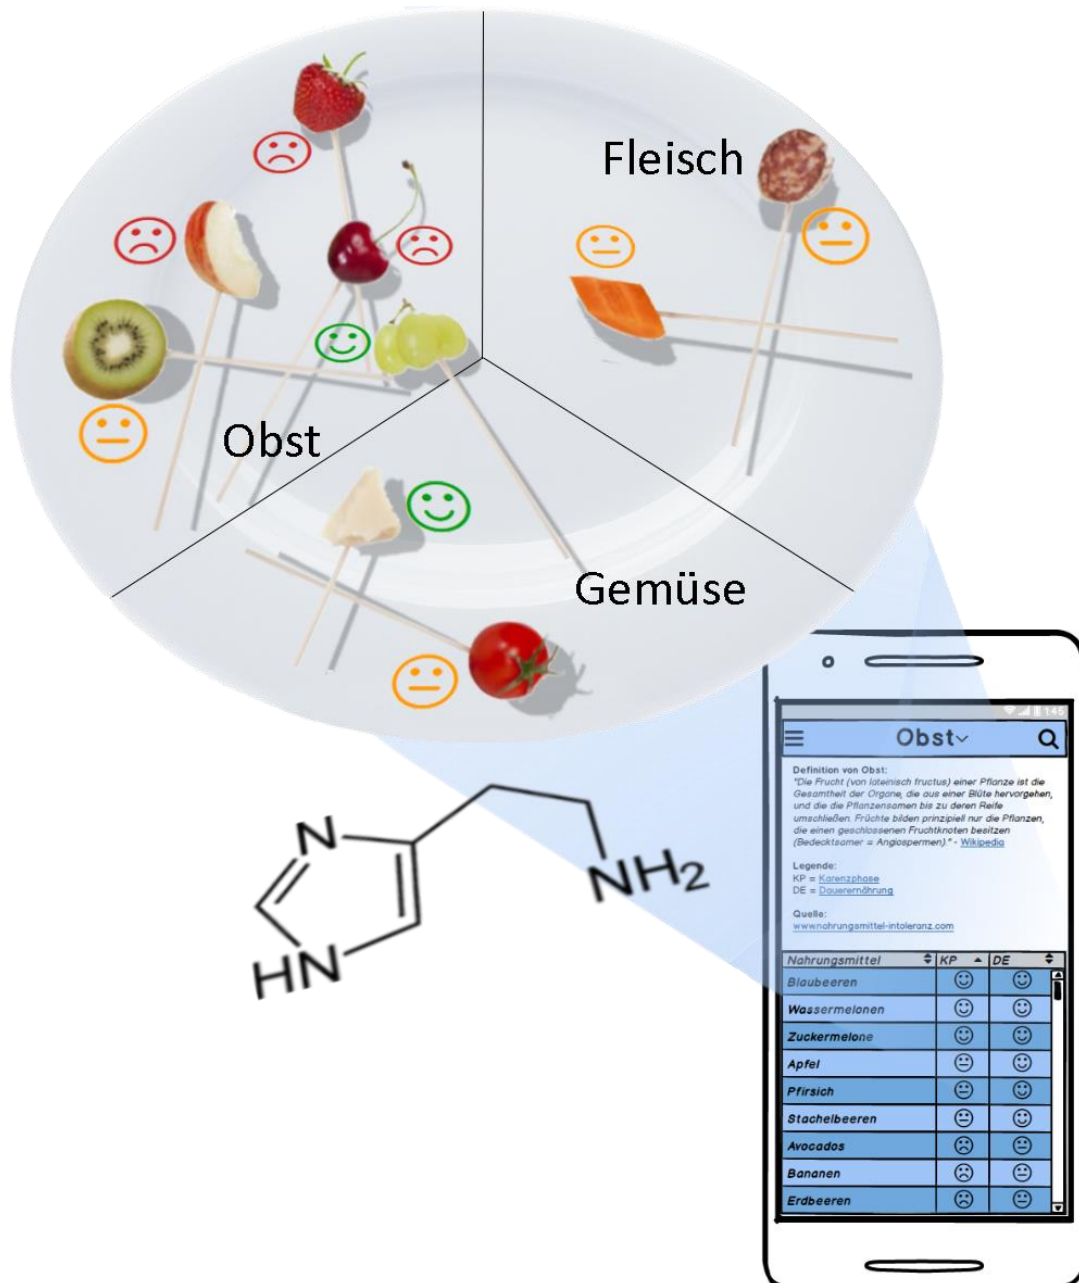 Fleisch
Obst
Gemüse
N
NH2
HN
145
Obst
Definition von Obst:
"Die Frucht (von lateinisch fructus) einer Pflanze ist die
Gesamtheit der Organe, die aus einer Blüte hervorgehen,
und die die Pflanzensamen bis zu deren Reife
umschließen. Früchte bilden prinzipiell nur die Pflanzen,
die einen geschlossenen Fruchtknoten besitzen
(Bedecktsamer = Angiospermen)." - Wikipedia
Legende:
KP = Karenzphase
DE = Dauerernährung
Quelle:
www.nahrungsmittel-intoleranz.com
Nahrungsmittel KP DE
Blaubeeren
Wassermelonen
Zuckermelone
Apfel
Pfirsich
Stachelbeeren
Avocados
Bananen
Erdbeeren